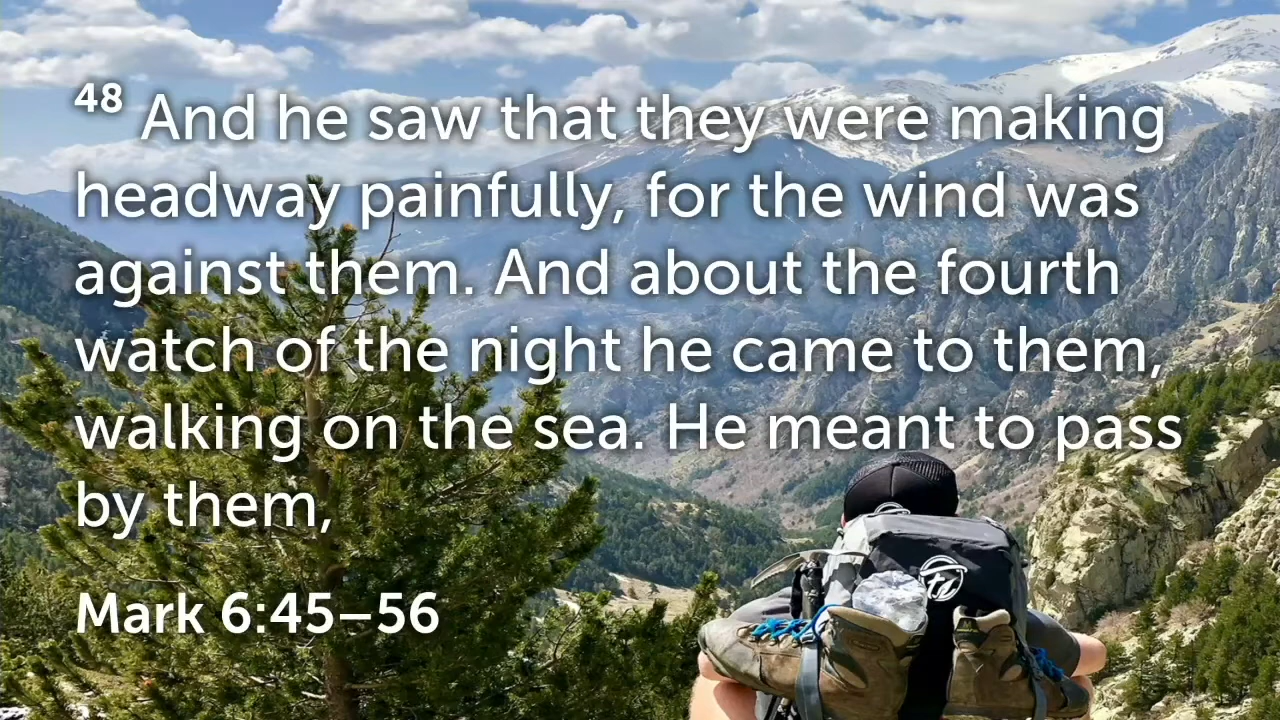 48 And he saw that they were making
headway painfully, for the wind was
against them. And about the fourth
watch of the night he came to them,
walking on the sea. He meant to pass
by them,
Mark 6:45–56